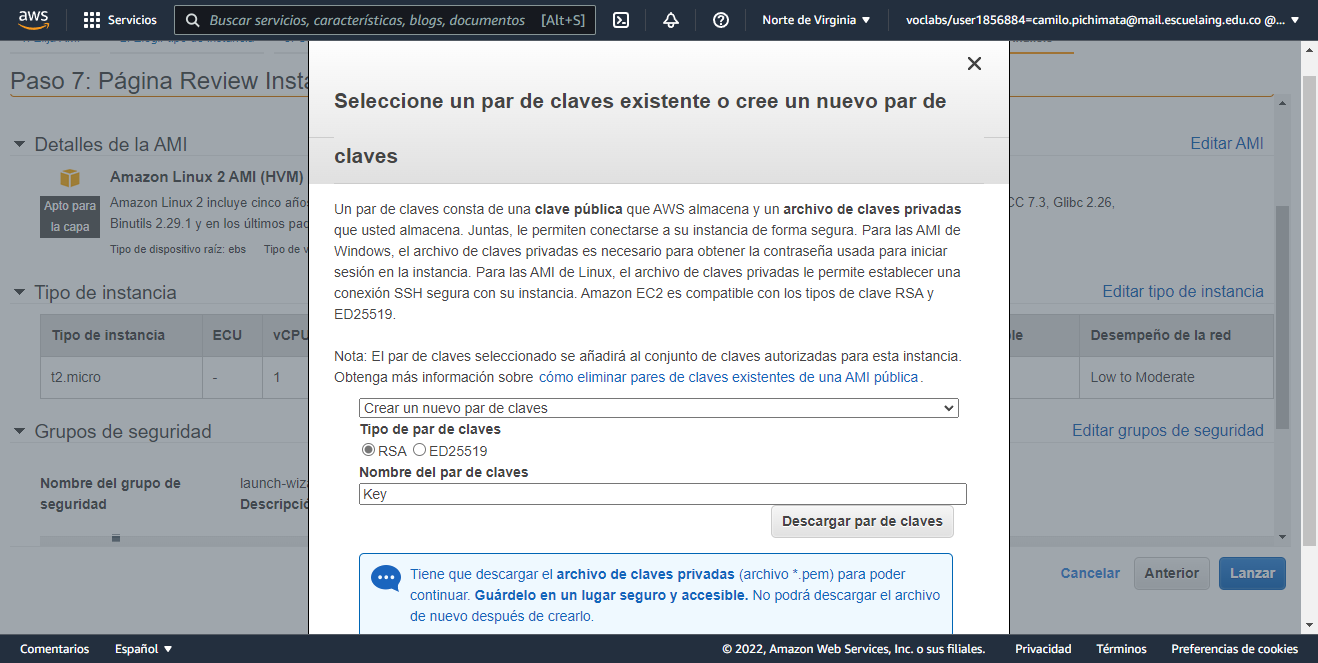 aws
Servicios
Buscar servicios, características, blogs, documentos [Alt+S]
Norte de Virginia ▼
voclabs/user1856884=camilo.pichimata@mail.escuelaing.edu.co @... ▼
Paso 7: Página Review Insta
Detalles de la AMI
Editar AMI
Amazon Linux 2 AMI (HVM)
Apto para
la capa
Amazon Linux 2 incluye cinco años
CC 7.3, Glibc 2.26,
Binutils 2.29.1 y en los últimos pac
Tipo de dispositivo raíz: ebs Tipo de v
Tipo de instancia
Editar tipo de instancia
Tipo de instancia ECU vCPU
Desempeño de la red
t2.micro - 1
Low to Moderate
Grupos de seguridad
Editar grupos de seguridad
Nombre del grupo de
seguridad
launch-wiza
Descripció
Seleccione un par de claves existente o cree un nuevo par de
claves
Un par de claves consta de una clave pública que AWS almacena y un archivo de claves privadas
que usted almacena. Juntas, le permiten conectarse a su instancia de forma segura. Para las AMI de
Windows, el archivo de claves privadas es necesario para obtener la contraseña usada para iniciar
sesión en la instancia. Para las AMI de Linux, el archivo de claves privadas le permite establecer una
conexión SSH segura con su instancia. Amazon EC2 es compatible con los tipos de clave RSA y
ED25519.
Nota: El par de claves seleccionado se añadirá al conjunto de claves autorizadas para esta instancia.
Obtenga más información sobre cómo eliminar pares de claves existentes de una AMI pública.
Crear un nuevo par de claves
Tipo de par de claves
RSA ED25519
Nombre del par de claves
Key
Descargar par de claves
Tiene que descargar el archivo de claves privadas (archivo *.pem) para poder
continuar. Guárdelo en un lugar seguro y accesible. No podrá descargar el archivo
de nuevo después de crearlo.
Cancelar Anterior Lanzar
Comentarios Español ▼
© 2022, Amazon Web Services, Inc. o sus filiales. Privacidad Términos Preferencias de cookies